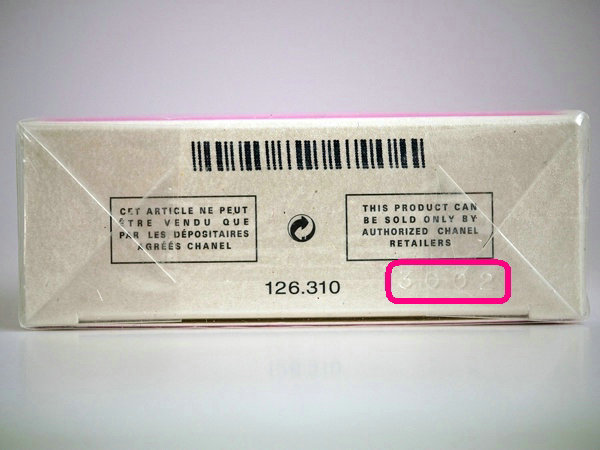 CET ARTICLE NE PEUT
ÊTRE VENDU QUE
PAR LES DÉPOSITAIRES
AGRÉÉS CHANEL
THIS PRODUCT CAN
BE SOLD ONLY BY
AUTHORIZED CHANEL
RETAILERS
126.310